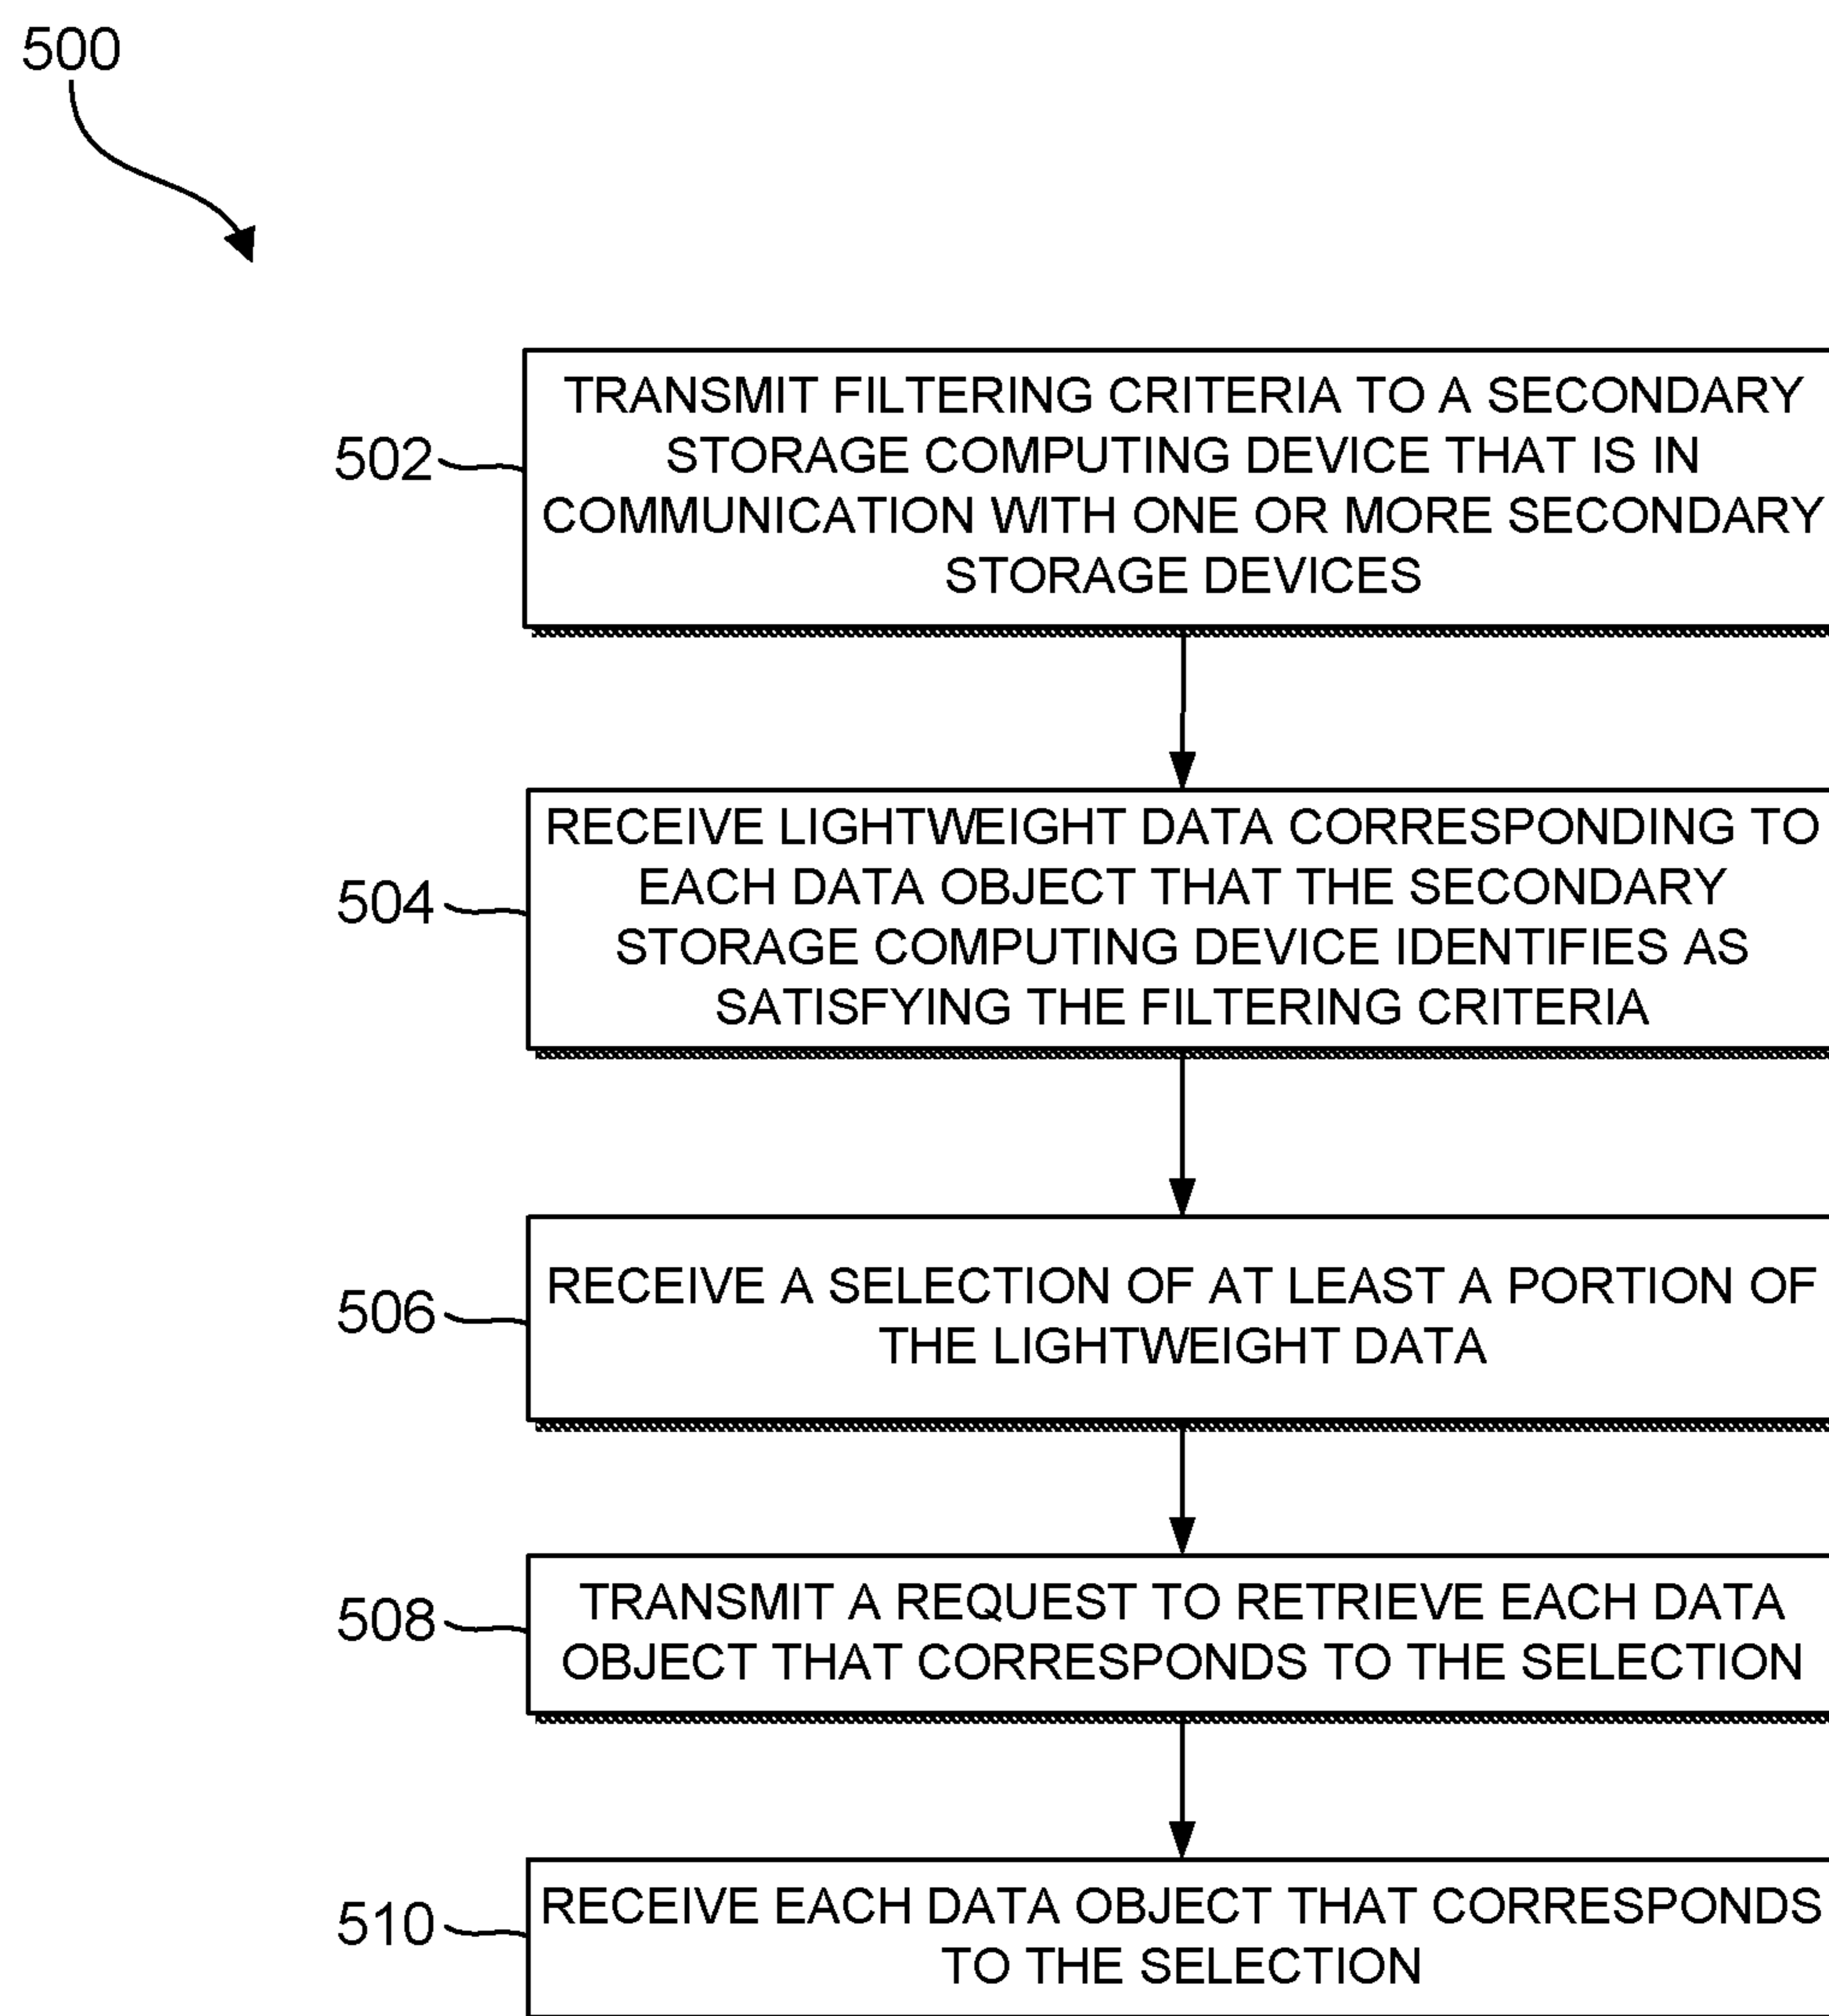 500
502
TRANSMIT FILTERING CRITERIA TO A SECONDARY
STORAGE COMPUTING DEVICE THAT IS IN
COMMUNICATION WITH ONE OR MORE SECONDARY
STORAGE DEVICES
504
RECEIVE LIGHTWEIGHT DATA CORRESPONDING TO
EACH DATA OBJECT THAT THE SECONDARY
STORAGE COMPUTING DEVICE IDENTIFIES AS
SATISFYING THE FILTERING CRITERIA
506
RECEIVE A SELECTION OF AT LEAST A PORTION OF
THE LIGHTWEIGHT DATA
508
TRANSMIT A REQUEST TO RETRIEVE EACH DATA
OBJECT THAT CORRESPONDS TO THE SELECTION
510
RECEIVE EACH DATA OBJECT THAT CORRESPONDS
TO THE SELECTION